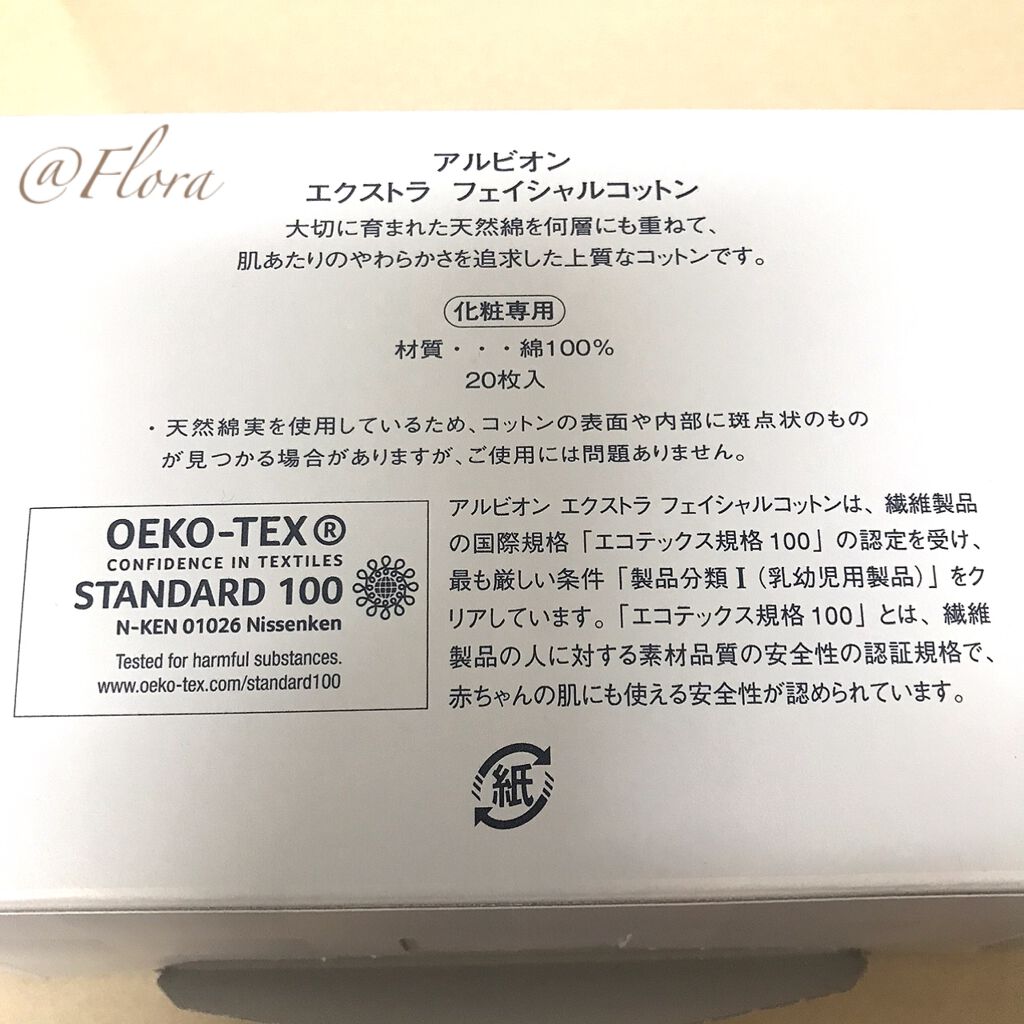 @Flora
アルビオン
エクストラ フェイシャルコットン
大切に育まれた天然綿を何層にも重ねて、
肌あたりのやわらかさを追求した上質なコットンです。
化粧専用
材質・・・綿100%
20枚入
・天然綿実を使用しているため、コットンの表面や内部に斑点状のもの
が見つかる場合がありますが、ご使用には問題ありません。
OEKO-TEX®
CONFIDENCE IN TEXTILES
STANDARD 100
N-KEN 01026 Nissenken
Tested for harmful substances.
www.oeko-tex.com/standard100
アルビオン エクストラ フェイシャルコットンは、繊維製品
の国際規格「エコテックス規格100」の認定を受け、
最も厳しい条件「製品分類Ⅰ(乳幼児用製品)」をク
リアしています。「エコテックス規格100」とは、繊維
製品の人に対する素材品質の安全性の認証規格で、
赤ちゃんの肌にも使える安全性が認められています。
紙